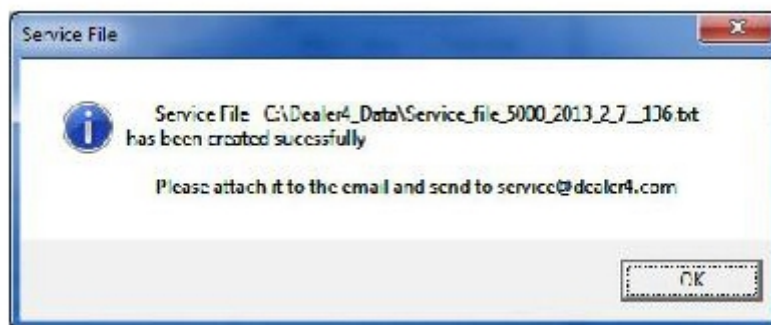 Service File
Service File C:\Dealer4_Data\Service_file_5000_2013_2_7__136.txt
has been created sucessfully
Please attach it to the email and send to service@dealer4.com
OK